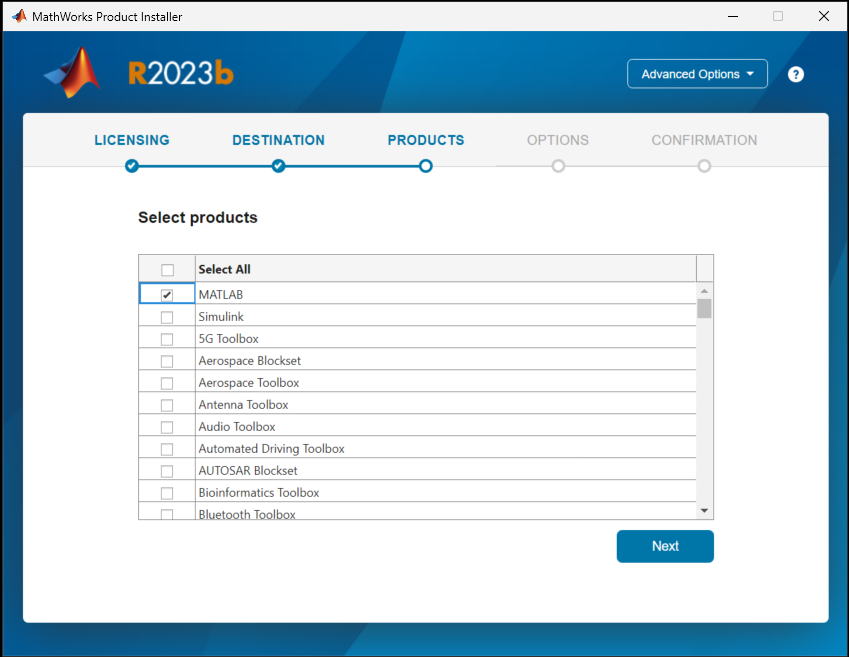 MathWorks Product Installer
R2023b
Advanced Options
?
LICENSING DESTINATION PRODUCTS OPTIONS CONFIRMATION
Select products
Select All
MATLAB
Simulink
5G Toolbox
Aerospace Blockset
Aerospace Toolbox
Antenna Toolbox
Audio Toolbox
Automated Driving Toolbox
AUTOSAR Blockset
Bioinformatics Toolbox
Bluetooth Toolbox
Next